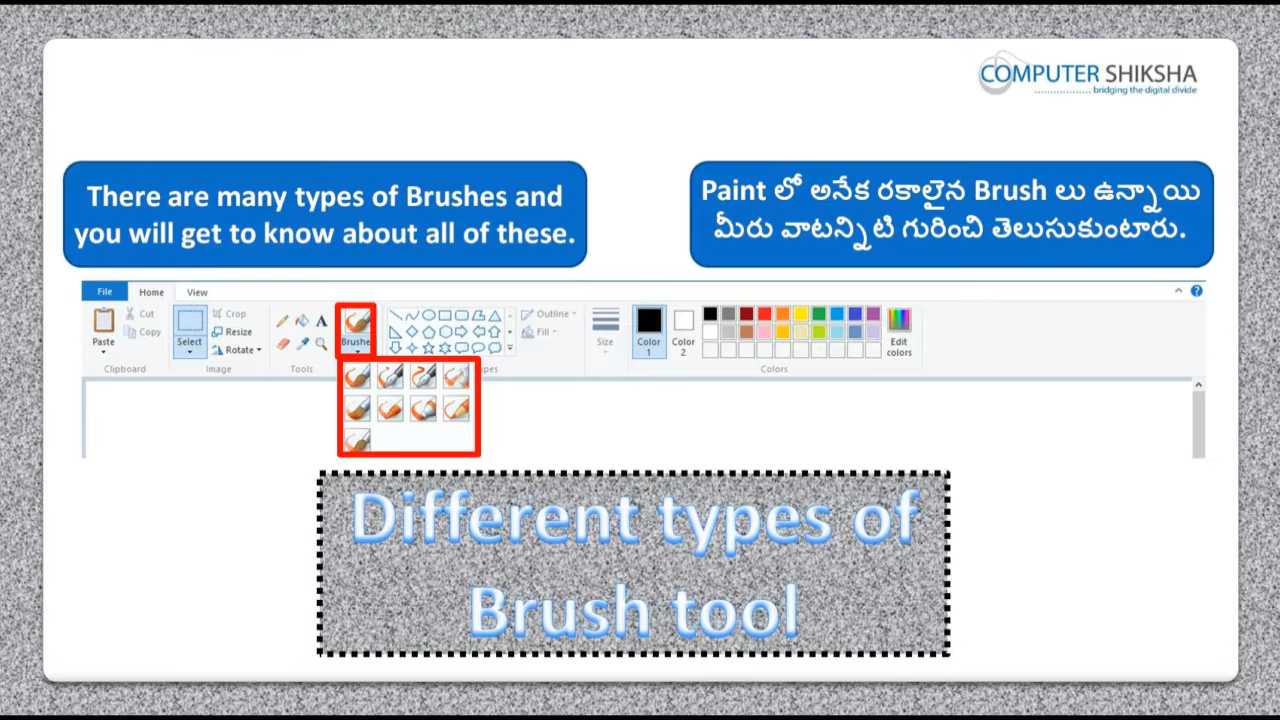 COMPUTER SHIKSHA
bridging the digital divide
There are many types of Brushes and
you will get to know about all of these.
Paint లో అనేక రకాలైన Brush లు ఉన్నాయి
మీరు వాటన్నిటి గురించి తెలుసుకుంటారు.
File Home View
Cut Crop Outline
Copy Resize Fill
Paste Select Rotate Brushe Size Color 1 Color 2 Edit colors
Clipboard Image Tools Colors
Different types of
Brush tool